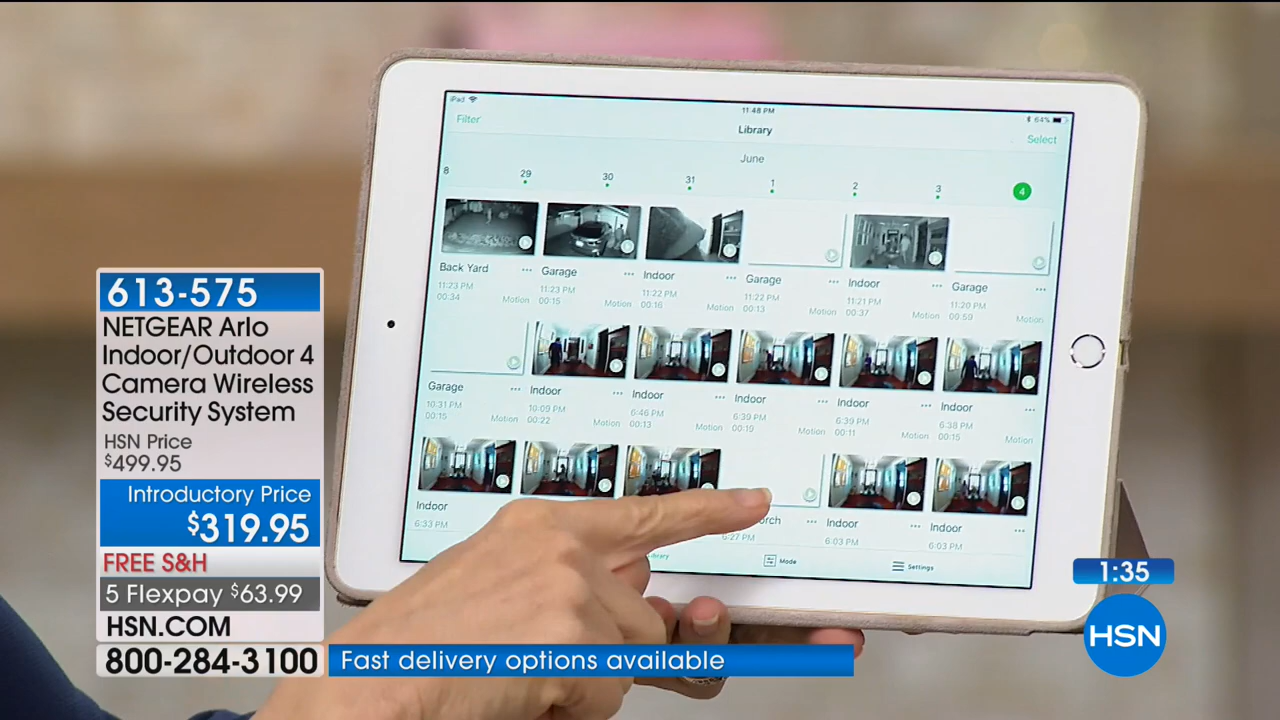 613-575
NETGEAR Arlo
Indoor/Outdoor 4
Camera Wireless
Security System
HSN Price
$499.95
Introductory Price
$319.95
FREE S&H
5 Flexpay $63.99
HSN.COM
800-284-3100
Fast delivery options available
1:35
HSN
iPad
11:48 PM
64%
Filter
Library
Select
June
8 29 30 31 1 2 3 4
Back Yard Garage Indoor Garage Indoor Garage
11:23 PM 11:23 PM 11:22 PM 11:22 PM 11:21 PM 11:20 PM
00:34 Motion 00:15 Motion 00:16 Motion 00:13 Motion 00:37 Motion 00:59 Motion
Garage Indoor Indoor Indoor Indoor Indoor
10:31 PM 10:09 PM 6:46 PM 6:39 PM 6:39 PM 6:38 PM
00:15 Motion 00:22 Motion 00:13 Motion 00:19 Motion 00:11 Motion 00:15 Motion
Indoor orch Indoor Indoor
6:33 PM 6:27 PM 6:03 PM 6:03 PM
Library Mode Settings